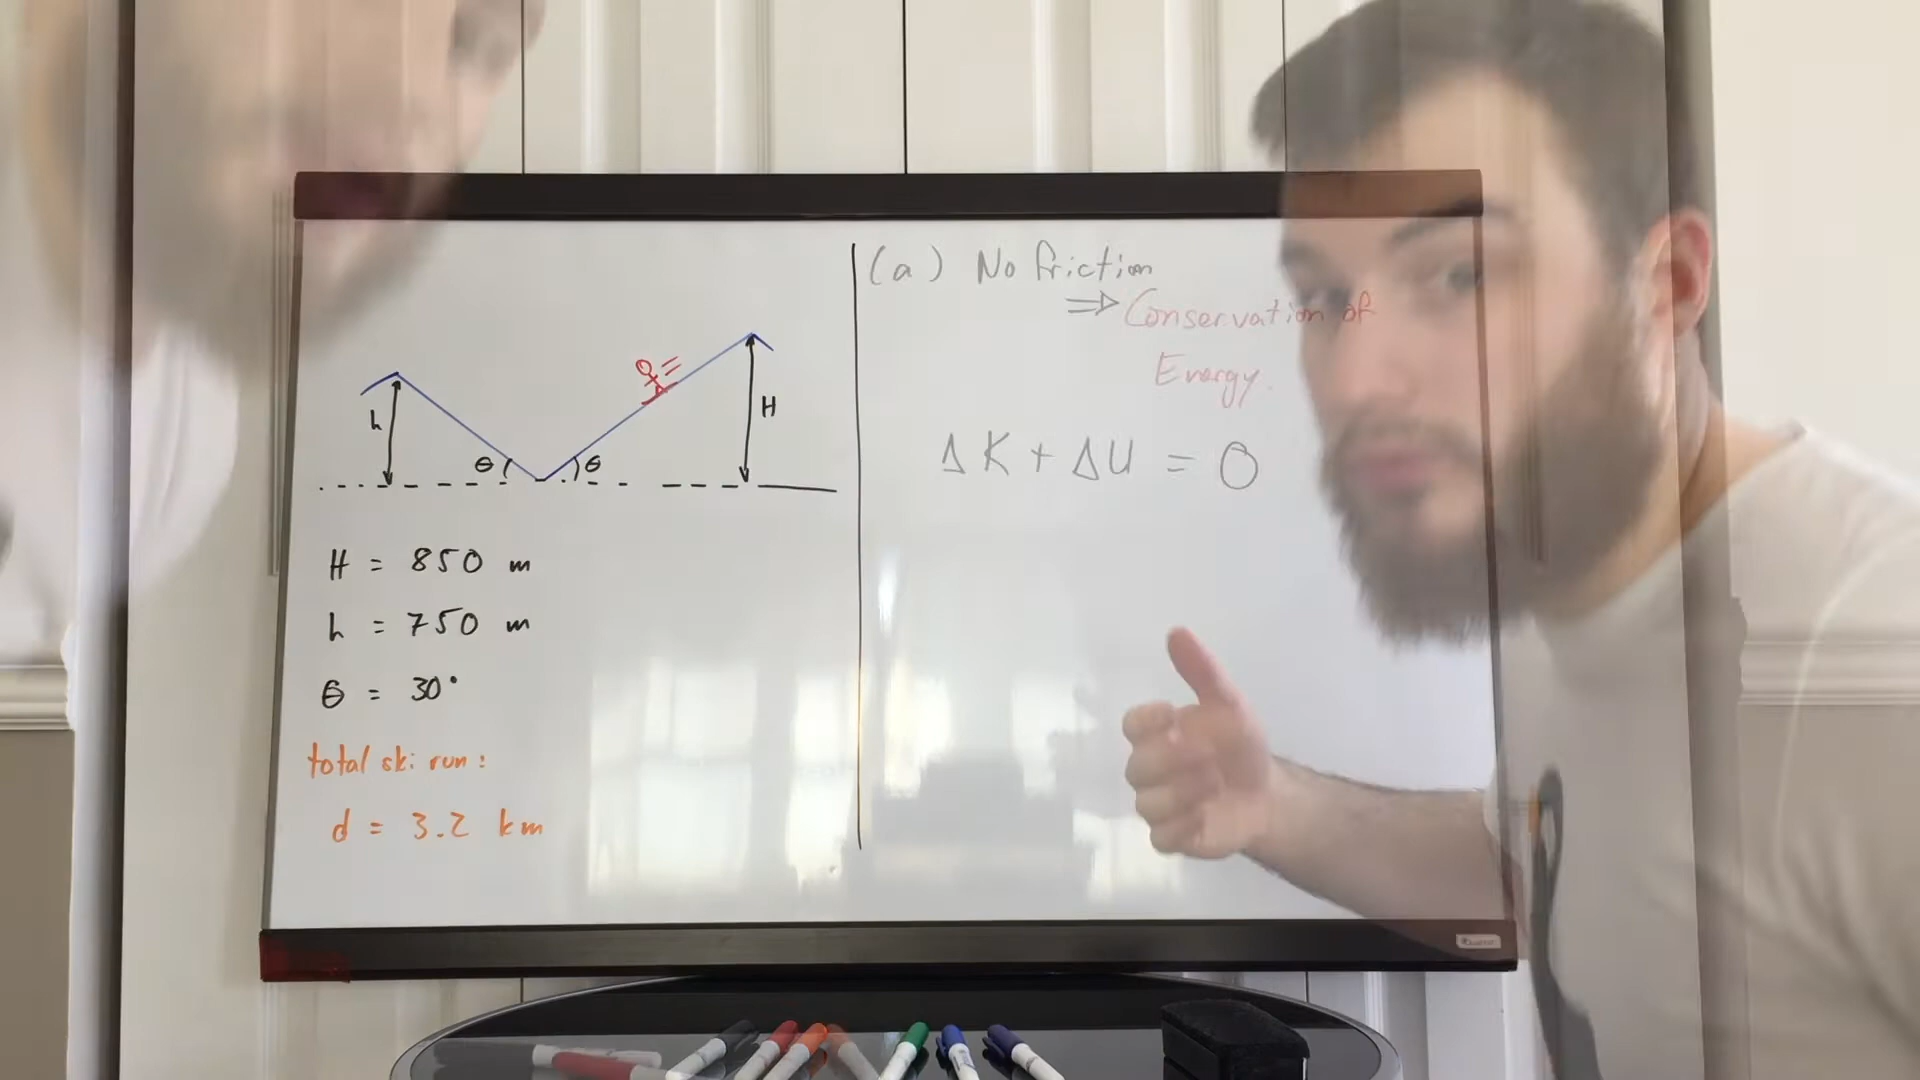 h
H
θ
θ
H = 850 m
h = 750 m
θ = 30°
total ski run:
d = 3.2 km
(a) No friction
⇒ Conservation of
Energy.
ΔK + ΔU = 0